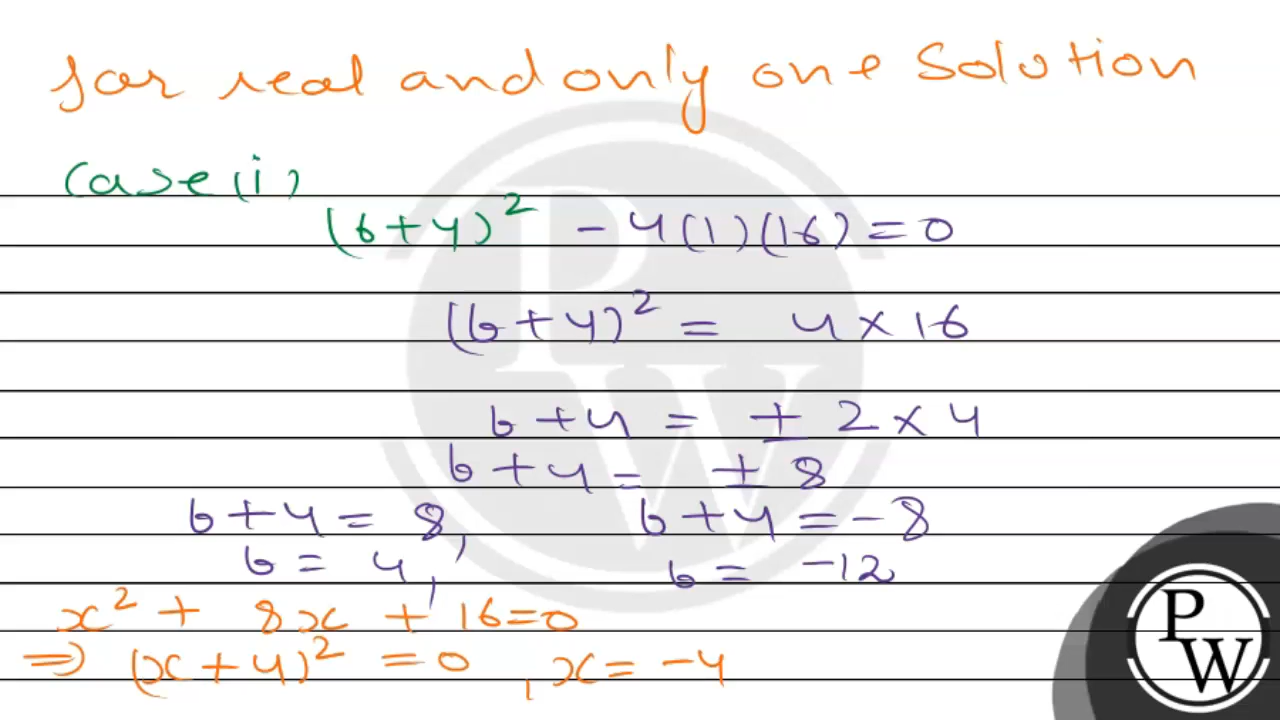 for real and only one solution
case (i)
(b+4)² - 4(1)(16) = 0
(b+4)² = 4 × 16
b+4 = ± 2 × 4
b+4 = ± 8
b+4 = 8, b+4 = -8
b = 4, b = -12
x² + 8x + 16 = 0
⇒ (x+4)² = 0, x = -4
P
W
P
W